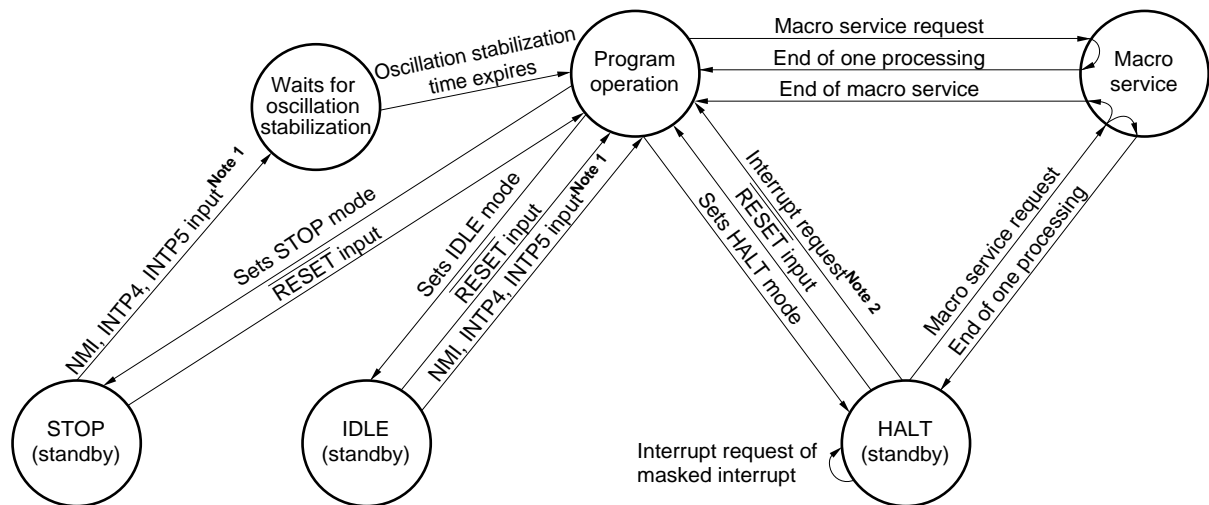 Waits for
oscillation
stabilization
Oscillation stabilization
time expires
Program
operation
Macro service request
End of one processing
End of macro service
Macro
service
NMI, INTP4, INTP5 input Note 1
Sets STOP mode
RESET input
Sets IDLE mode
RESET input
NMI, INTP4, INTP5 input Note 1
Interrupt request Note 2
RESET input
Sets HALT mode
Macro service request
End of one processing
STOP
(standby)
IDLE
(standby)
Interrupt request of
masked interrupt
HALT
(standby)